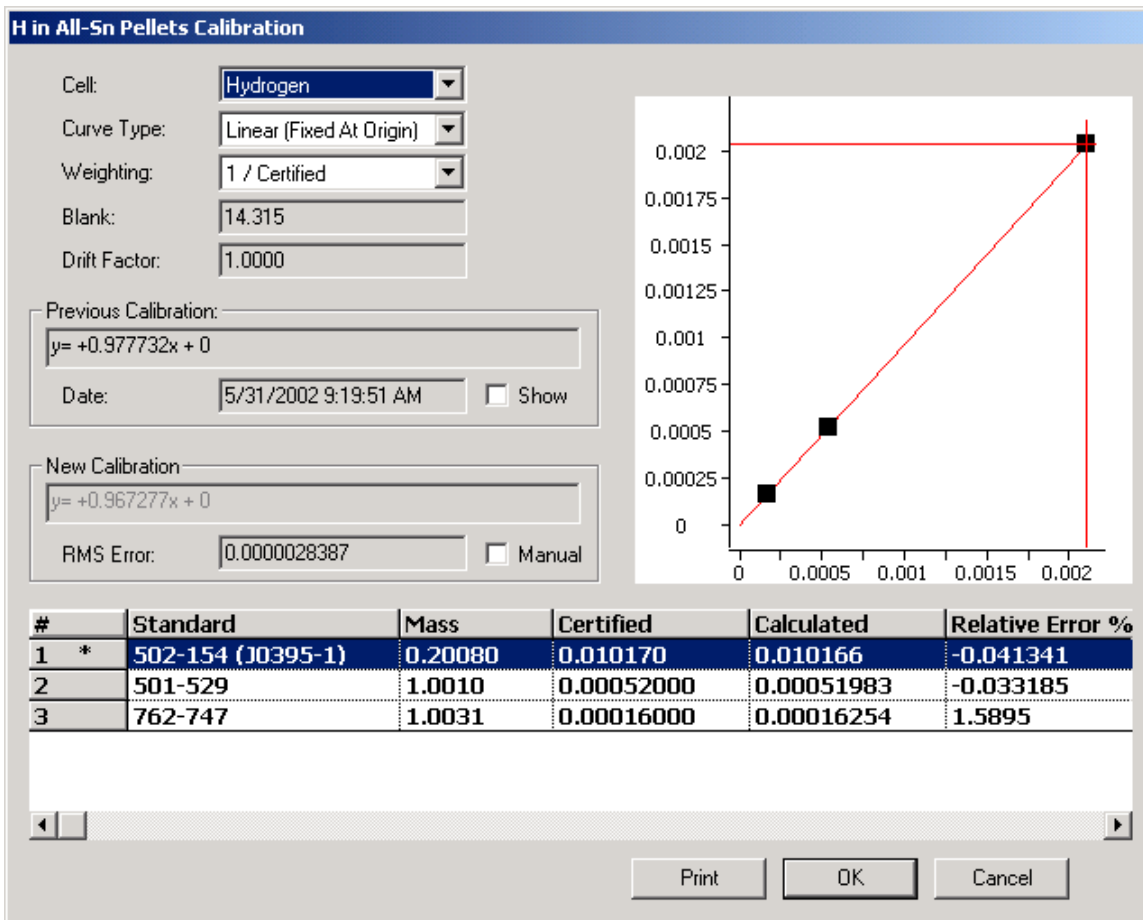 H in All-Sn Pellets Calibration
Cell: Hydrogen
Curve Type: Linear (Fixed At Origin)
Weighting: 1 / Certified
Blank: 14.315
Drift Factor: 1.0000
Previous Calibration:
y= +0.977732x + 0
Date: 5/31/2002 9:19:51 AM Show
New Calibration
y= +0.967277x + 0
RMS Error: 0.0000028387 Manual
0.002
0.00175
0.0015
0.00125
0.001
0.00075
0.0005
0.00025
0
0 0.0005 0.001 0.0015 0.002
# Standard Mass Certified Calculated Relative Error %
1 * 502-154 (J0395-1) 0.20080 0.010170 0.010166 -0.041341
2 501-529 1.0010 0.00052000 0.00051983 -0.033185
3 762-747 1.0031 0.00016000 0.00016254 1.5895
Print OK Cancel